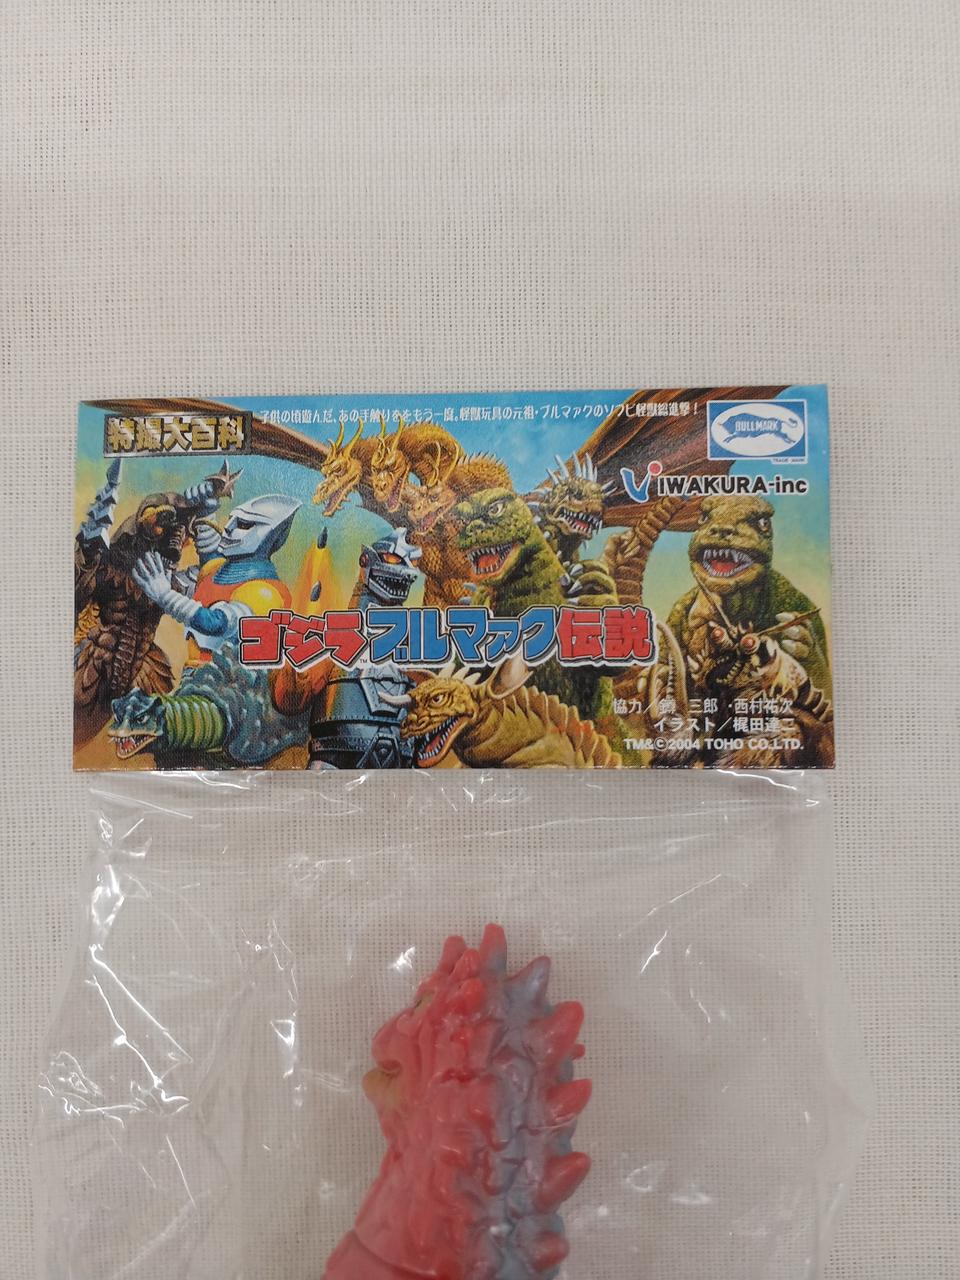 特撮大百科
子供の頃遊んだ、あの手触りををもう一度。怪獣玩具の元祖・ブルマァクのソフビ怪獣総進撃！
BULLMARK
TRADE MARK
IWAKURA-inc
ゴジラブルマァク伝説
TM
協力／鐏 三郎 ・西村祐次
イラスト／梶田達二
TM&©2004 TOHO CO.,LTD.